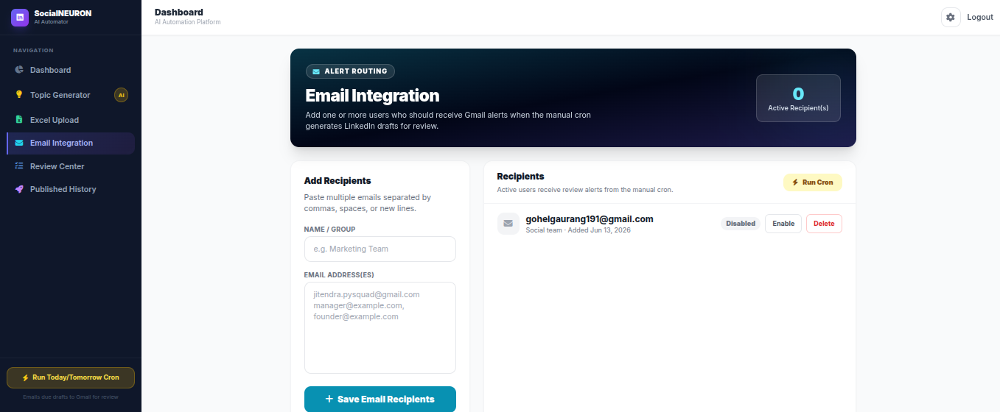 SocialNEURON
AI Automator
NAVIGATION
Dashboard
Topic Generator
AI
Excel Upload
Email Integration
Review Center
Published History
Run Today/Tomorrow Cron
Emails due drafts to Gmail for review
Dashboard
AI Automation Platform
Logout
ALERT ROUTING
Email Integration
Add one or more users who should receive Gmail alerts when the manual cron
generates LinkedIn drafts for review.
0
Active Recipient(s)
Add Recipients
Paste multiple emails separated by
commas, spaces, or new lines.
NAME / GROUP
e.g. Marketing Team
EMAIL ADDRESS(ES)
jitendra.pysquad@gmail.com
manager@example.com,
founder@example.com
Save Email Recipients
Recipients
Active users receive review alerts from the manual cron.
Run Cron
gohelgaurang191@gmail.com
Social team · Added Jun 13, 2026
Disabled
Enable
Delete